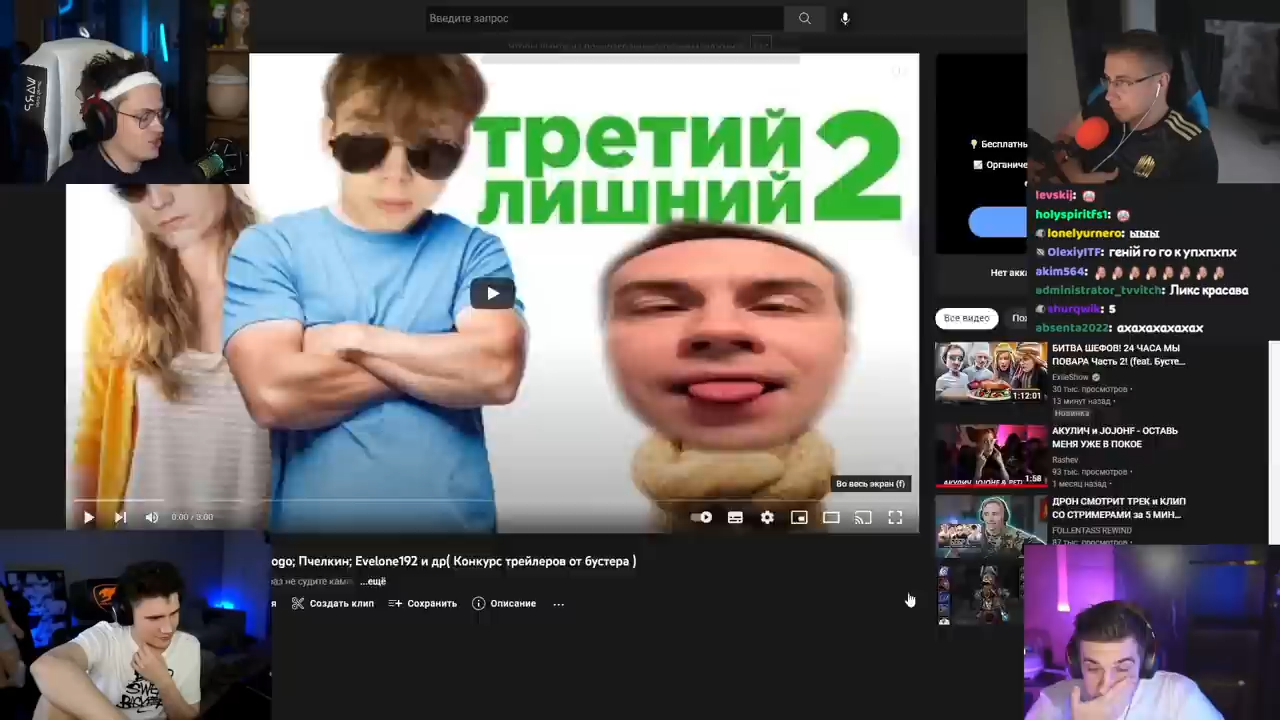 Введите запрос
третий
лишний 2
Бесплатн
Органиче
Нет акка
Все видео
Пох
levskij:
holyspiritfs1:
lonelyurnero: ыыы
OlexiyITF: геній го го к упхпхпх
akim564:
administrator_tvvitch: Ликс красава
shurqwik: 5
absenta2022: ахахахахахах
БИТВА ШЕФОВ! 24 ЧАСА МЫ
ПОВАРА Часть 2! (feat. Бусте...
ExileShow
30 тыс. просмотров •
13 минут назад •
Новинка
1:12:01
АКУЛИЧ и JOJOHF - ОСТАВЬ
МЕНЯ УЖЕ В ПОКОЕ
Rashev
93 тыс. просмотров •
1 месяц назад •
1:58
ДРОН СМОТРИТ ТРЕК и КЛИП
СО СТРИМЕРАМИ за 5 МИН...
FOLLENTASS REWIND
Во весь экран (f)
0:00 / 3:00
ogo; Пчелкин; Evelone192 и др( Конкурс трейлеров от бустера )
раз не судите
...ещё
я Создать клип Сохранить Описание ...